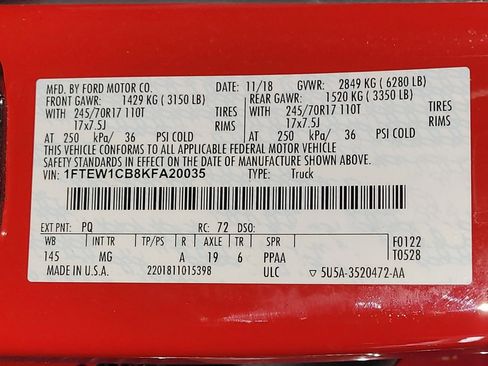 MFD. BY FORD MOTOR CO. DATE: 11/18 GVWR: 2849 KG (6280 LB)
FRONT GAWR: 1429 KG (3150 LB) REAR GAWR: 1520 KG (3350 LB)
WITH 245/70R17 110T TIRES WITH 245/70R17 110T TIRES
17x7.5J RIMS 17x7.5J RIMS
AT 250 kPa/ 36 PSI COLD AT 250 kPa/ 36 PSI COLD
THIS VEHICLE CONFORMS TO ALL APPLICABLE FEDERAL MOTOR VEHICLE
SAFETY STANDARDS IN EFFECT ON THE DATE OF MANUFACTURE SHOWN ABOVE.
VIN: 1FTEW1CB8KFA20035 TYPE: Truck
EXT PNT: PQ RC: 72 DSO:
WB INT TR TP/PS R AXLE TR SPR F0122
145 MG A 19 6 PPAA T0528
MADE IN U.S.A. 2201811015398 ULC ▽ 5U5A-3520472-AA